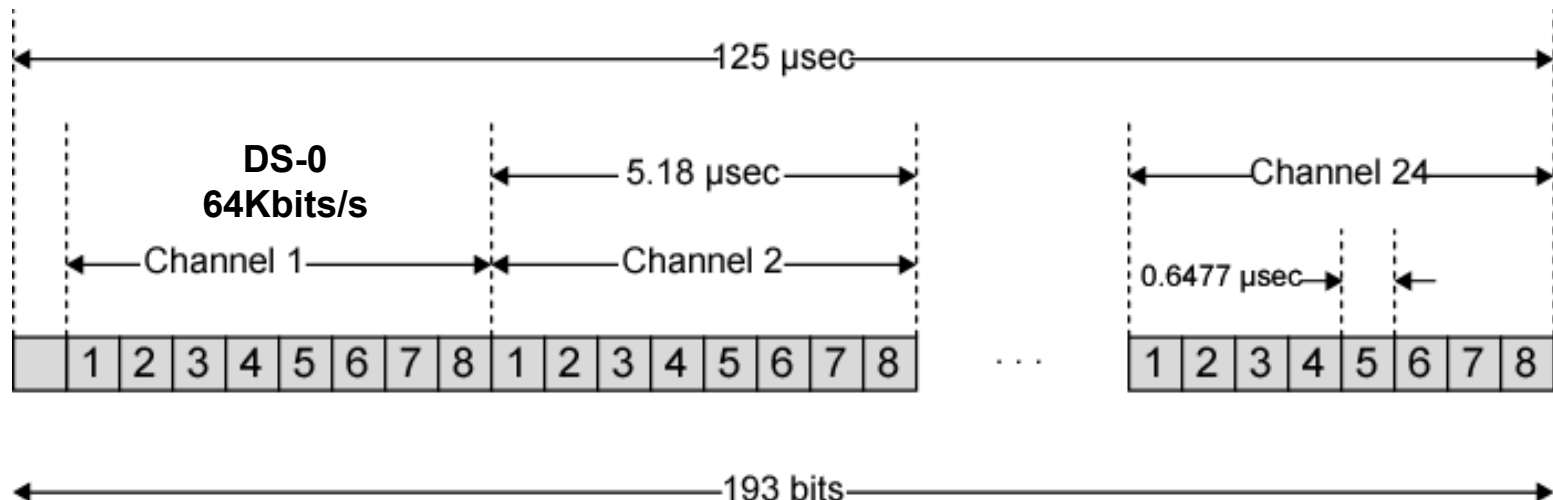 125 µsec
DS-0
64Kbits/s
5.18 µsec
Channel 24
Channel 1
Channel 2
0.6477 µsec
1 2 3 4 5 6 7 8 1 2 3 4 5 6 7 8 . . . 1 2 3 4 5 6 7 8
193 bits